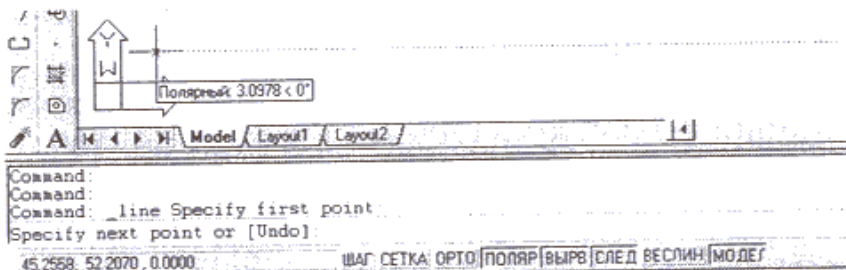 Y
W
Полярный: 3.0978 < 0°
A Model Layout1 Layout2
Command:
Command:
Command: _line Specify first point:
Specify next point or [Undo]:
45.2558, 52.2070, 0.0000 ШАГ СЕТКА ОРТО ПОЛЯР ВЫРВ СЛЕД ВЕСЛИН МОДЕЛ